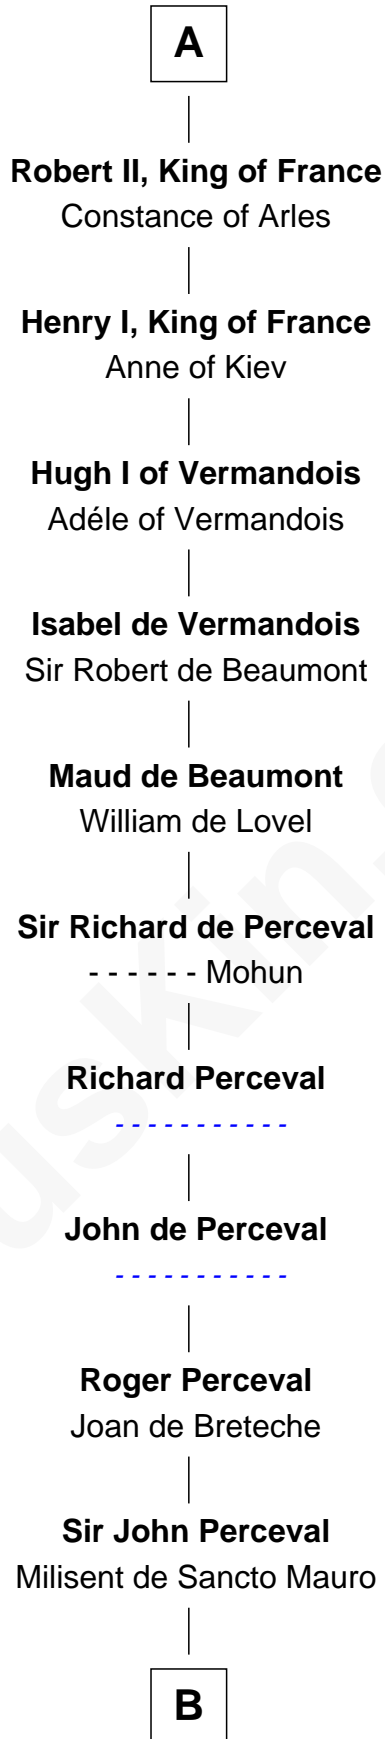 A
Robert II, King of France
Constance of Arles
Henry I, King of France
Anne of Kiev
Hugh I of Vermandois
Adéle of Vermandois
Isabel de Vermandois
Sir Robert de Beaumont
Maud de Beaumont
William de Lovel
Sir Richard de Perceval
- - - - - - Mohun
Richard Perceval
- - - - - - - - - - -
John de Perceval
- - - - - - - - - - -
Roger Perceval
Joan de Breteche
Sir John Perceval
Milisent de Sancto Mauro
B